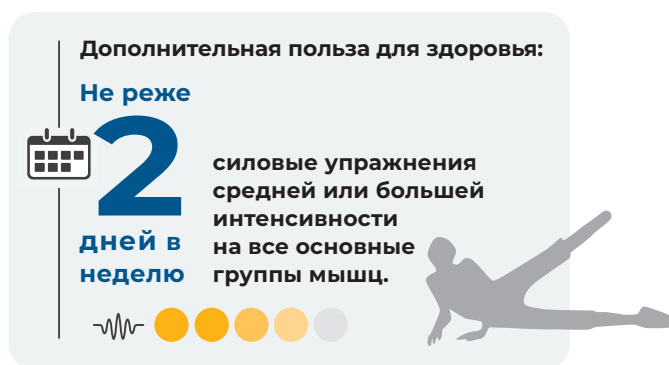 Дополнительная польза для здоровья:
Не реже
2
дней в
неделю
силовые упражнения
средней или большей
интенсивности
на все основные
группы мышц.